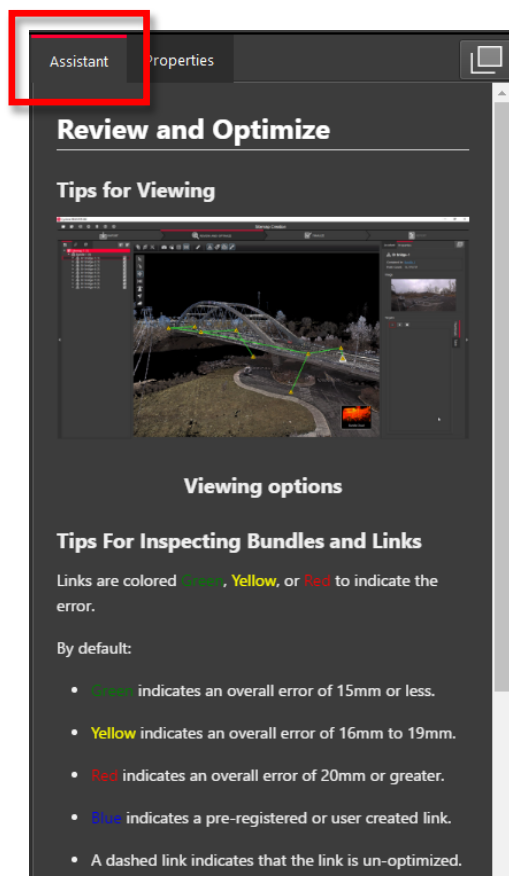 Assistant
Properties
Review and Optimize
Tips for Viewing
Viewing options
Tips For Inspecting Bundles and Links
Links are colored Green, Yellow, or Red to indicate the
error.
By default:
• Green indicates an overall error of 15mm or less.
• Yellow indicates an overall error of 16mm to 19mm.
• Red indicates an overall error of 20mm or greater.
• Blue indicates a pre-registered or user created link.
• A dashed link indicates that the link is un-optimized.